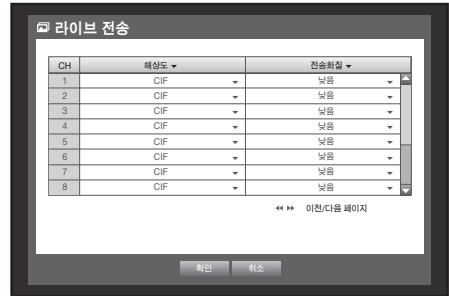 라이브 전송
CH 해상도 전송화질
1 CIF 낮음
2 CIF 낮음
3 CIF 낮음
4 CIF 낮음
5 CIF 낮음
6 CIF 낮음
7 CIF 낮음
8 CIF 낮음
이전/다음 페이지
확인 취소